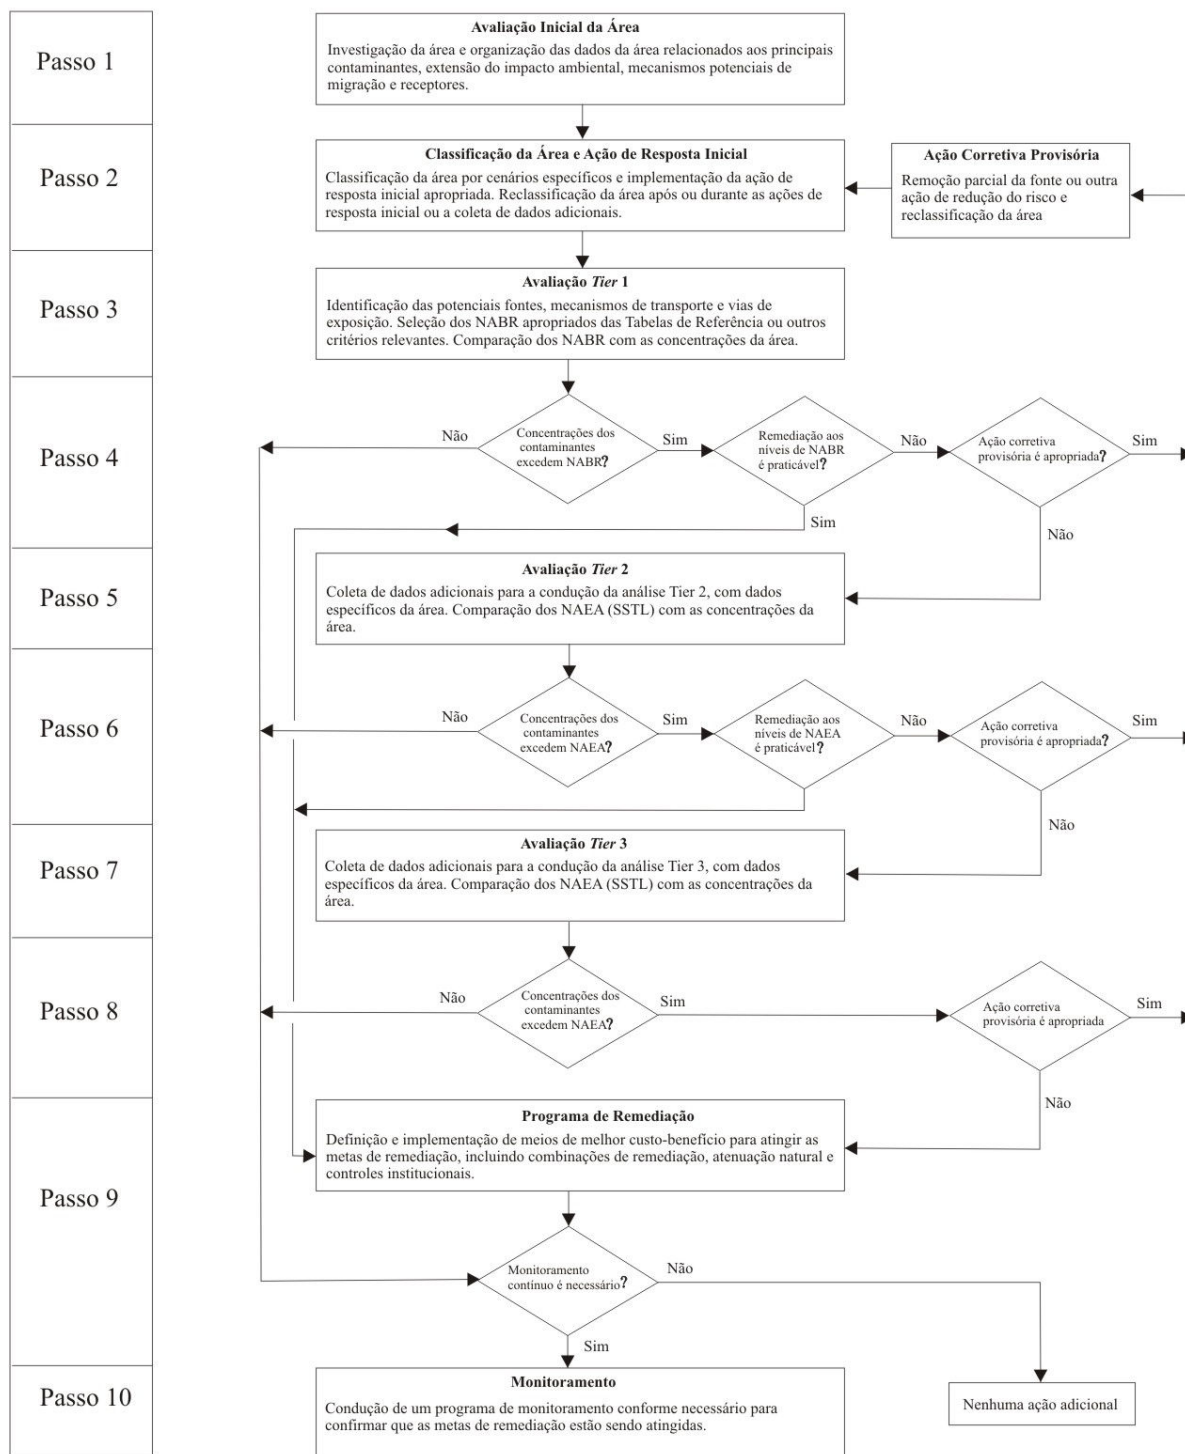 Passo 1
Avaliação Inicial da Área
Investigação da área e organização das dados da área relacionados aos principais
contaminantes, extensão do impacto ambiental, mecanismos potenciais de
migração e receptores.
Passo 2
Classificação da Área e Ação de Resposta Inicial
Classificação da área por cenários específicos e implementação da ação de
resposta inicial apropriada. Reclassificação da área após ou durante as ações de
resposta inicial ou a coleta de dados adicionais.
Ação Corretiva Provisória
Remoção parcial da fonte ou outra
ação de redução do risco e
reclassificação da área
Passo 3
Avaliação Tier 1
Identificação das potenciais fontes, mecanismos de transporte e vias de
exposição. Seleção dos NABR apropriados das Tabelas de Referência ou outros
critérios relevantes. Comparação dos NABR com as concentrações da área.
Passo 4
Não
Concentrações dos
contaminantes
excedem NABR?
Sim
Remediação aos
níveis de NABR
é praticável?
Não
Ação corretiva
provisória é apropriada?
Sim
Sim
Não
Passo 5
Avaliação Tier 2
Coleta de dados adicionais para a condução da análise Tier 2, com dados
específicos da área. Comparação dos NAEA (SSTL) com as concentrações da
área.
Passo 6
Não
Concentrações dos
contaminantes
excedem NAEA?
Sim
Remediação aos
níveis de NAEA
é praticável?
Não
Ação corretiva
provisória é apropriada?
Sim
Não
Passo 7
Avaliação Tier 3
Coleta de dados adicionais para a condução da análise Tier 3, com dados
específicos da área. Comparação dos NAEA (SSTL) com as concentrações da
área.
Passo 8
Não
Concentrações dos
contaminantes
excedem NAEA?
Sim
Ação corretiva
provisória é apropriada
Sim
Não
Passo 9
Programa de Remediação
Definição e implementação de meios de melhor custo-benefício para atingir as
metas de remediação, incluindo combinações de remediação, atenuação natural e
controles institucionais.
Monitoramento
contínuo é necessário?
Não
Sim
Passo 10
Monitoramento
Condução de um programa de monitoramento conforme necessário para
confirmar que as metas de remediação estão sendo atingidas.
Nenhuma ação adicional